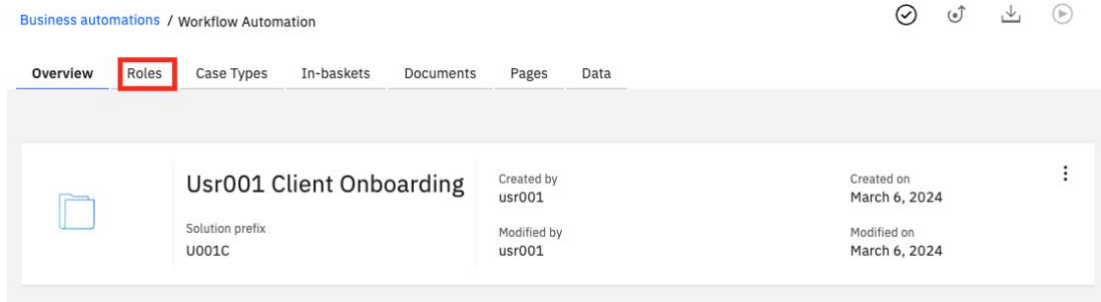 Business automations / Workflow Automation
Overview Roles Case Types In-baskets Documents Pages Data
Usr001 Client Onboarding
Solution prefix
U001C
Created by
usr001
Modified by
usr001
Created on
March 6, 2024
Modified on
March 6, 2024